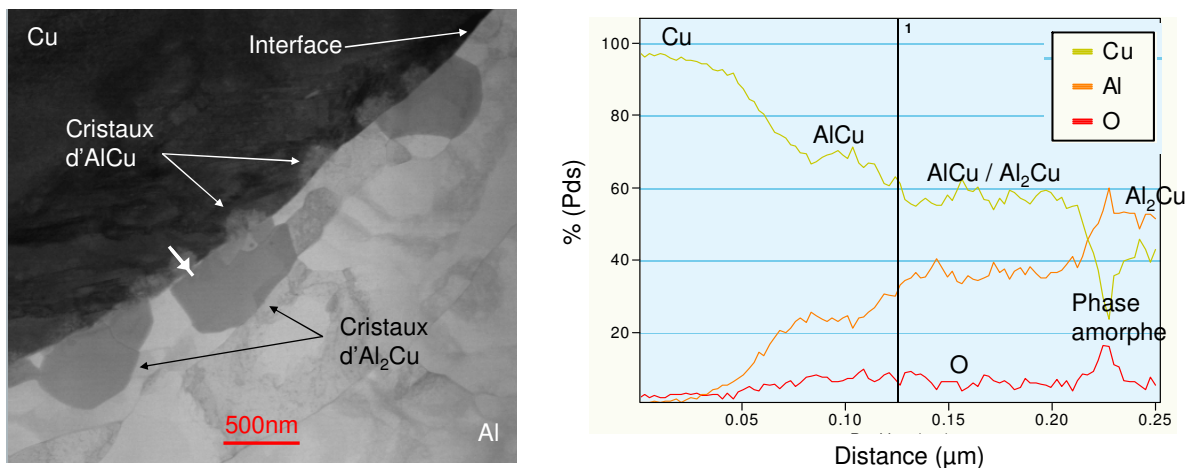 Cu
Interface
Cristaux
d'AlCu
Cristaux
d'Al₂Cu
500nm
Al
% (Pds)
100
80
60
40
20
Cu
AlCu
1
AlCu / Al₂Cu
Al₂Cu
Phase
amorphe
O
Cu
Al
O
0.05
0.10
0.15
0.20
0.25
Distance (µm)